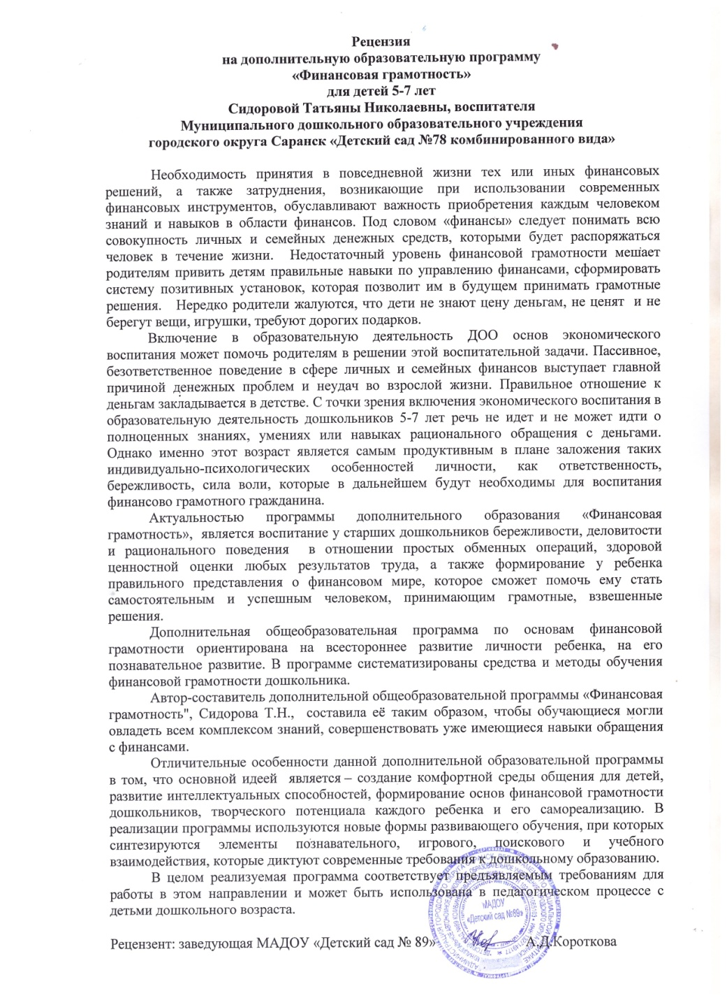 Рецензия
на дополнительную образовательную программу
«Финансовая грамотность»
для детей 5-7 лет
Сидоровой Татьяны Николаевны, воспитателя
Муниципального дошкольного образовательного учреждения
городского округа Саранск «Детский сад №78 комбинированного вида»
Необходимость принятия в повседневной жизни тех или иных финансовых
решений, а также затруднения, возникающие при использовании современных
финансовых инструментов, обуславливают важность приобретения каждым человеком
знаний и навыков в области финансов. Под словом «финансы» следует понимать всю
совокупность личных и семейных денежных средств, которыми будет распоряжаться
человек в течение жизни. Недостаточный уровень финансовой грамотности мешает
родителям привить детям правильные навыки по управлению финансами, сформировать
систему позитивных установок, которая позволит им в будущем принимать грамотные
решения. Нередко родители жалуются, что дети не знают цену деньгам, не ценят и не
берегут вещи, игрушки, требуют дорогих подарков.
Включение в образовательную деятельность ДОО основ экономического
воспитания может помочь родителям в решении этой воспитательной задачи. Пассивное,
безответственное поведение в сфере личных и семейных финансов выступает главной
причиной денежных проблем и неудач во взрослой жизни. Правильное отношение к
деньгам закладывается в детстве. С точки зрения включения экономического воспитания в
образовательную деятельность дошкольников 5-7 лет речь не идет и не может идти о
полноценных знаниях, умениях или навыках рационального обращения с деньгами.
Однако именно этот возраст является самым продуктивным в плане заложения таких
индивидуально-психологических особенностей личности, как ответственность,
бережливость, сила воли, которые в дальнейшем будут необходимы для воспитания
финансово грамотного гражданина.
Актуальностью программы дополнительного образования «Финансовая
грамотность», является воспитание у старших дошкольников бережливости, деловитости
и рационального поведения в отношении простых обменных операций, здоровой
ценностной оценки любых результатов труда, а также формирование у ребенка
правильного представления о финансовом мире, которое сможет помочь ему стать
самостоятельным и успешным человеком, принимающим грамотные, взвешенные
решения.
Дополнительная общеобразовательная программа по основам финансовой
грамотности ориентирована на всестороннее развитие личности ребенка, на его
познавательное развитие. В программе систематизированы средства и методы обучения
финансовой грамотности дошкольника.
Автор-составитель дополнительной общеобразовательной программы «Финансовая
грамотность", Сидорова Т.Н., составила её таким образом, чтобы обучающиеся могли
овладеть всем комплексом знаний, совершенствовать уже имеющиеся навыки обращения
с финансами.
Отличительные особенности данной дополнительной образовательной программы
в том, что основной идеей является – создание комфортной среды общения для детей,
развитие интеллектуальных способностей, формирование основ финансовой грамотности
дошкольников, творческого потенциала каждого ребенка и его самореализацию. В
реализации программы используются новые формы развивающего обучения, при которых
синтезируются элементы познавательного, игрового, поискового и учебного
взаимодействия, которые диктуют современные требования к дошкольному образованию.
В целом реализуемая программа соответствует предъявляемым требованиям для
работы в этом направлении и может быть использована в педагогическом процессе с
детьми дошкольного возраста.
МАДОУ
«Детский сад №89»
Рецензент: заведующая МАДОУ «Детский сад № 89» А.Д.Короткова